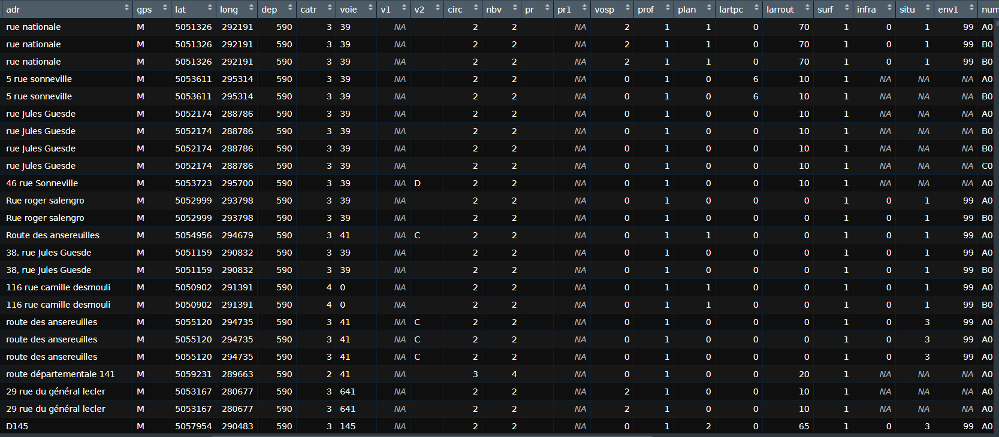 adr gps lat long dep catr voie v1 v2 circ nbv pr pr1 vosp prof plan lartpc larrout surf infra situ env1 num
rue nationale M 5051326 292191 590 3 39 NA 2 2 NA 2 1 1 0 70 1 0 1 99 A0
rue nationale M 5051326 292191 590 3 39 NA 2 2 NA 2 1 1 0 70 1 0 1 99 B0
rue nationale M 5051326 292191 590 3 39 NA 2 2 NA 2 1 1 0 70 1 0 1 99 B0
5 rue sonneville M 5053611 295314 590 3 39 NA 2 2 NA 0 1 0 6 10 1 NA NA NA A0
5 rue sonneville M 5053611 295314 590 3 39 NA 2 2 NA 0 1 0 6 10 1 NA NA NA B0
rue Jules Guesde M 5052174 288786 590 3 39 NA 2 2 NA 0 1 0 0 10 1 NA NA NA A0
rue Jules Guesde M 5052174 288786 590 3 39 NA 2 2 NA 0 1 0 0 10 1 NA NA NA B0
rue Jules Guesde M 5052174 288786 590 3 39 NA 2 2 NA 0 1 0 0 10 1 NA NA NA B0
rue Jules Guesde M 5052174 288786 590 3 39 NA 2 2 NA 0 1 0 0 10 1 NA NA NA C0
46 rue Sonneville M 5053723 295700 590 3 39 NA D 2 2 NA 0 1 0 0 10 1 NA NA NA A0
Rue roger salengro M 5052999 293798 590 3 39 NA 2 2 NA 0 1 0 0 0 1 0 1 99 A0
Rue roger salengro M 5052999 293798 590 3 39 NA 2 2 NA 0 1 0 0 0 1 0 1 99 B0
Route des ansereuilles M 5054956 294679 590 3 41 NA C 2 2 NA 0 1 1 0 0 1 0 1 99 A0
38, rue Jules Guesde M 5051159 290832 590 3 39 NA 2 2 NA 0 1 0 0 0 1 0 1 99 A0
38, rue Jules Guesde M 5051159 290832 590 3 39 NA 2 2 NA 0 1 0 0 0 1 0 1 99 B0
116 rue camille desmouli M 5050902 291391 590 4 0 NA 2 2 NA 0 1 1 0 0 1 0 1 99 A0
116 rue camille desmouli M 5050902 291391 590 4 0 NA 2 2 NA 0 1 1 0 0 1 0 1 99 B0
route des ansereuilles M 5055120 294735 590 3 41 NA C 2 2 NA 0 1 0 0 0 1 0 3 99 A0
route des ansereuilles M 5055120 294735 590 3 41 NA C 2 2 NA 0 1 0 0 0 1 0 3 99 A0
route des ansereuilles M 5055120 294735 590 3 41 NA C 2 2 NA 0 1 0 0 0 1 0 3 99 A0
route départementale 141 M 5059231 289663 590 2 41 NA 3 4 NA 0 1 0 0 20 1 NA NA NA A0
29 rue du général lecler M 5053167 280677 590 3 641 NA 2 2 NA 2 1 0 0 10 1 NA NA NA A0
29 rue du général lecler M 5053167 280677 590 3 641 NA 2 2 NA 2 1 0 0 10 1 NA NA NA A0
D145 M 5057954 290483 590 3 145 NA 2 2 NA 0 1 2 0 65 1 0 3 99 A0